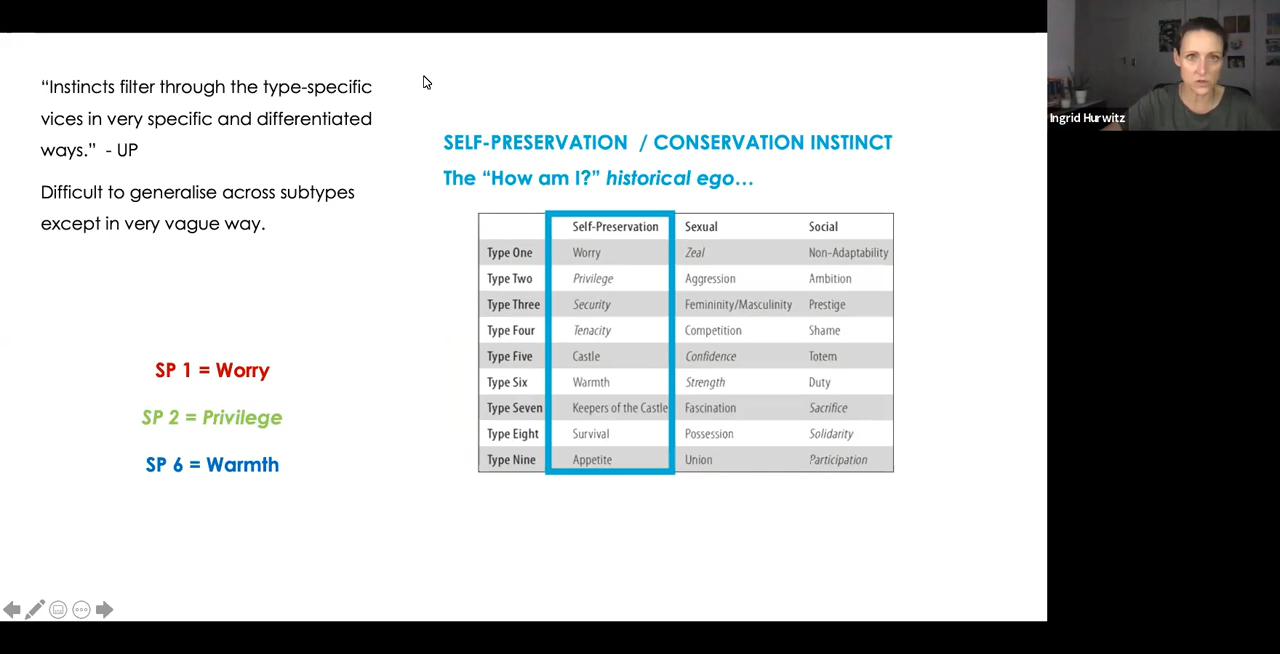 “Instincts filter through the type-specific
vices in very specific and differentiated
ways.” - UP
Difficult to generalise across subtypes
except in very vague way.
SP 1 = Worry
SP 2 = Privilege
SP 6 = Warmth
SELF-PRESERVATION / CONSERVATION INSTINCT
The “How am I?” historical ego…
Self-Preservation Sexual Social
Type One Worry Zeal Non-Adaptability
Type Two Privilege Aggression Ambition
Type Three Security Femininity/Masculinity Prestige
Type Four Tenacity Competition Shame
Type Five Castle Confidence Totem
Type Six Warmth Strength Duty
Type Seven Keepers of the Castle Fascination Sacrifice
Type Eight Survival Possession Solidarity
Type Nine Appetite Union Participation
Ingrid Hurwitz